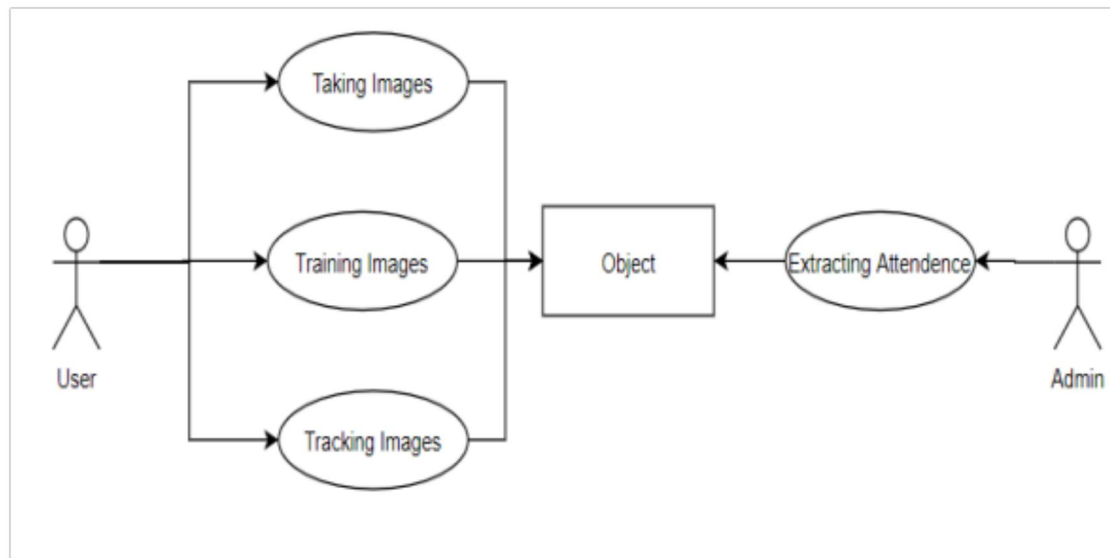 Taking Images
Training Images
Object
Extracting Attendence
User
Admin
Tracking Images